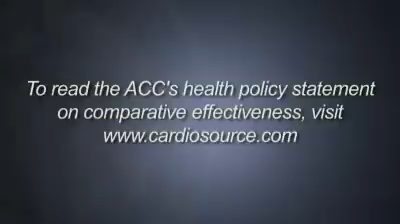 To read the ACC's health policy statement
on comparative effectiveness, visit
www.cardiosource.com